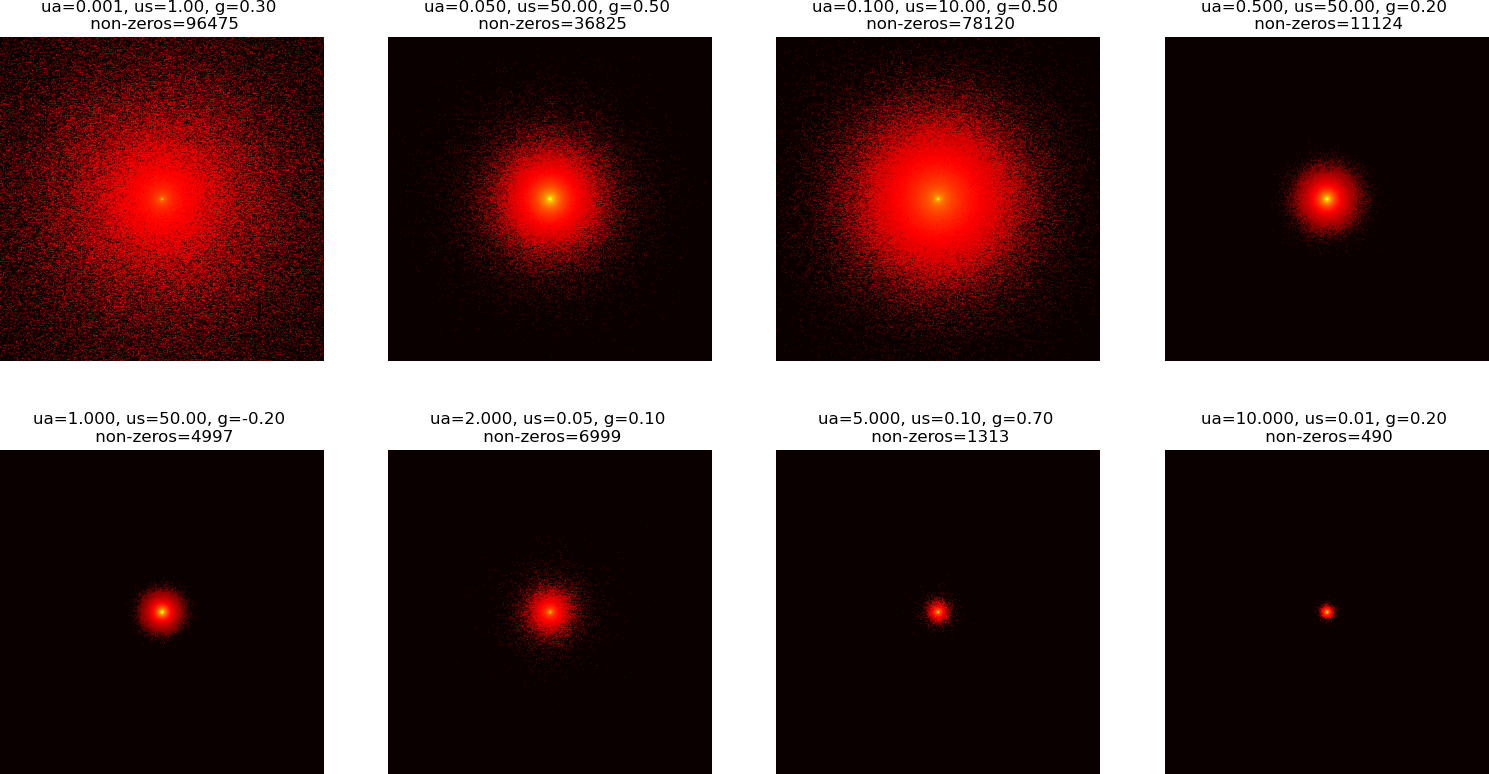 ua=0.001, us=1.00, g=0.30
non-zeros=96475
ua=0.050, us=50.00, g=0.50
non-zeros=36825
ua=0.100, us=10.00, g=0.50
non-zeros=78120
ua=0.500, us=50.00, g=0.20
non-zeros=11124
ua=1.000, us=50.00, g=-0.20
non-zeros=4997
ua=2.000, us=0.05, g=0.10
non-zeros=6999
ua=5.000, us=0.10, g=0.70
non-zeros=1313
ua=10.000, us=0.01, g=0.20
non-zeros=490